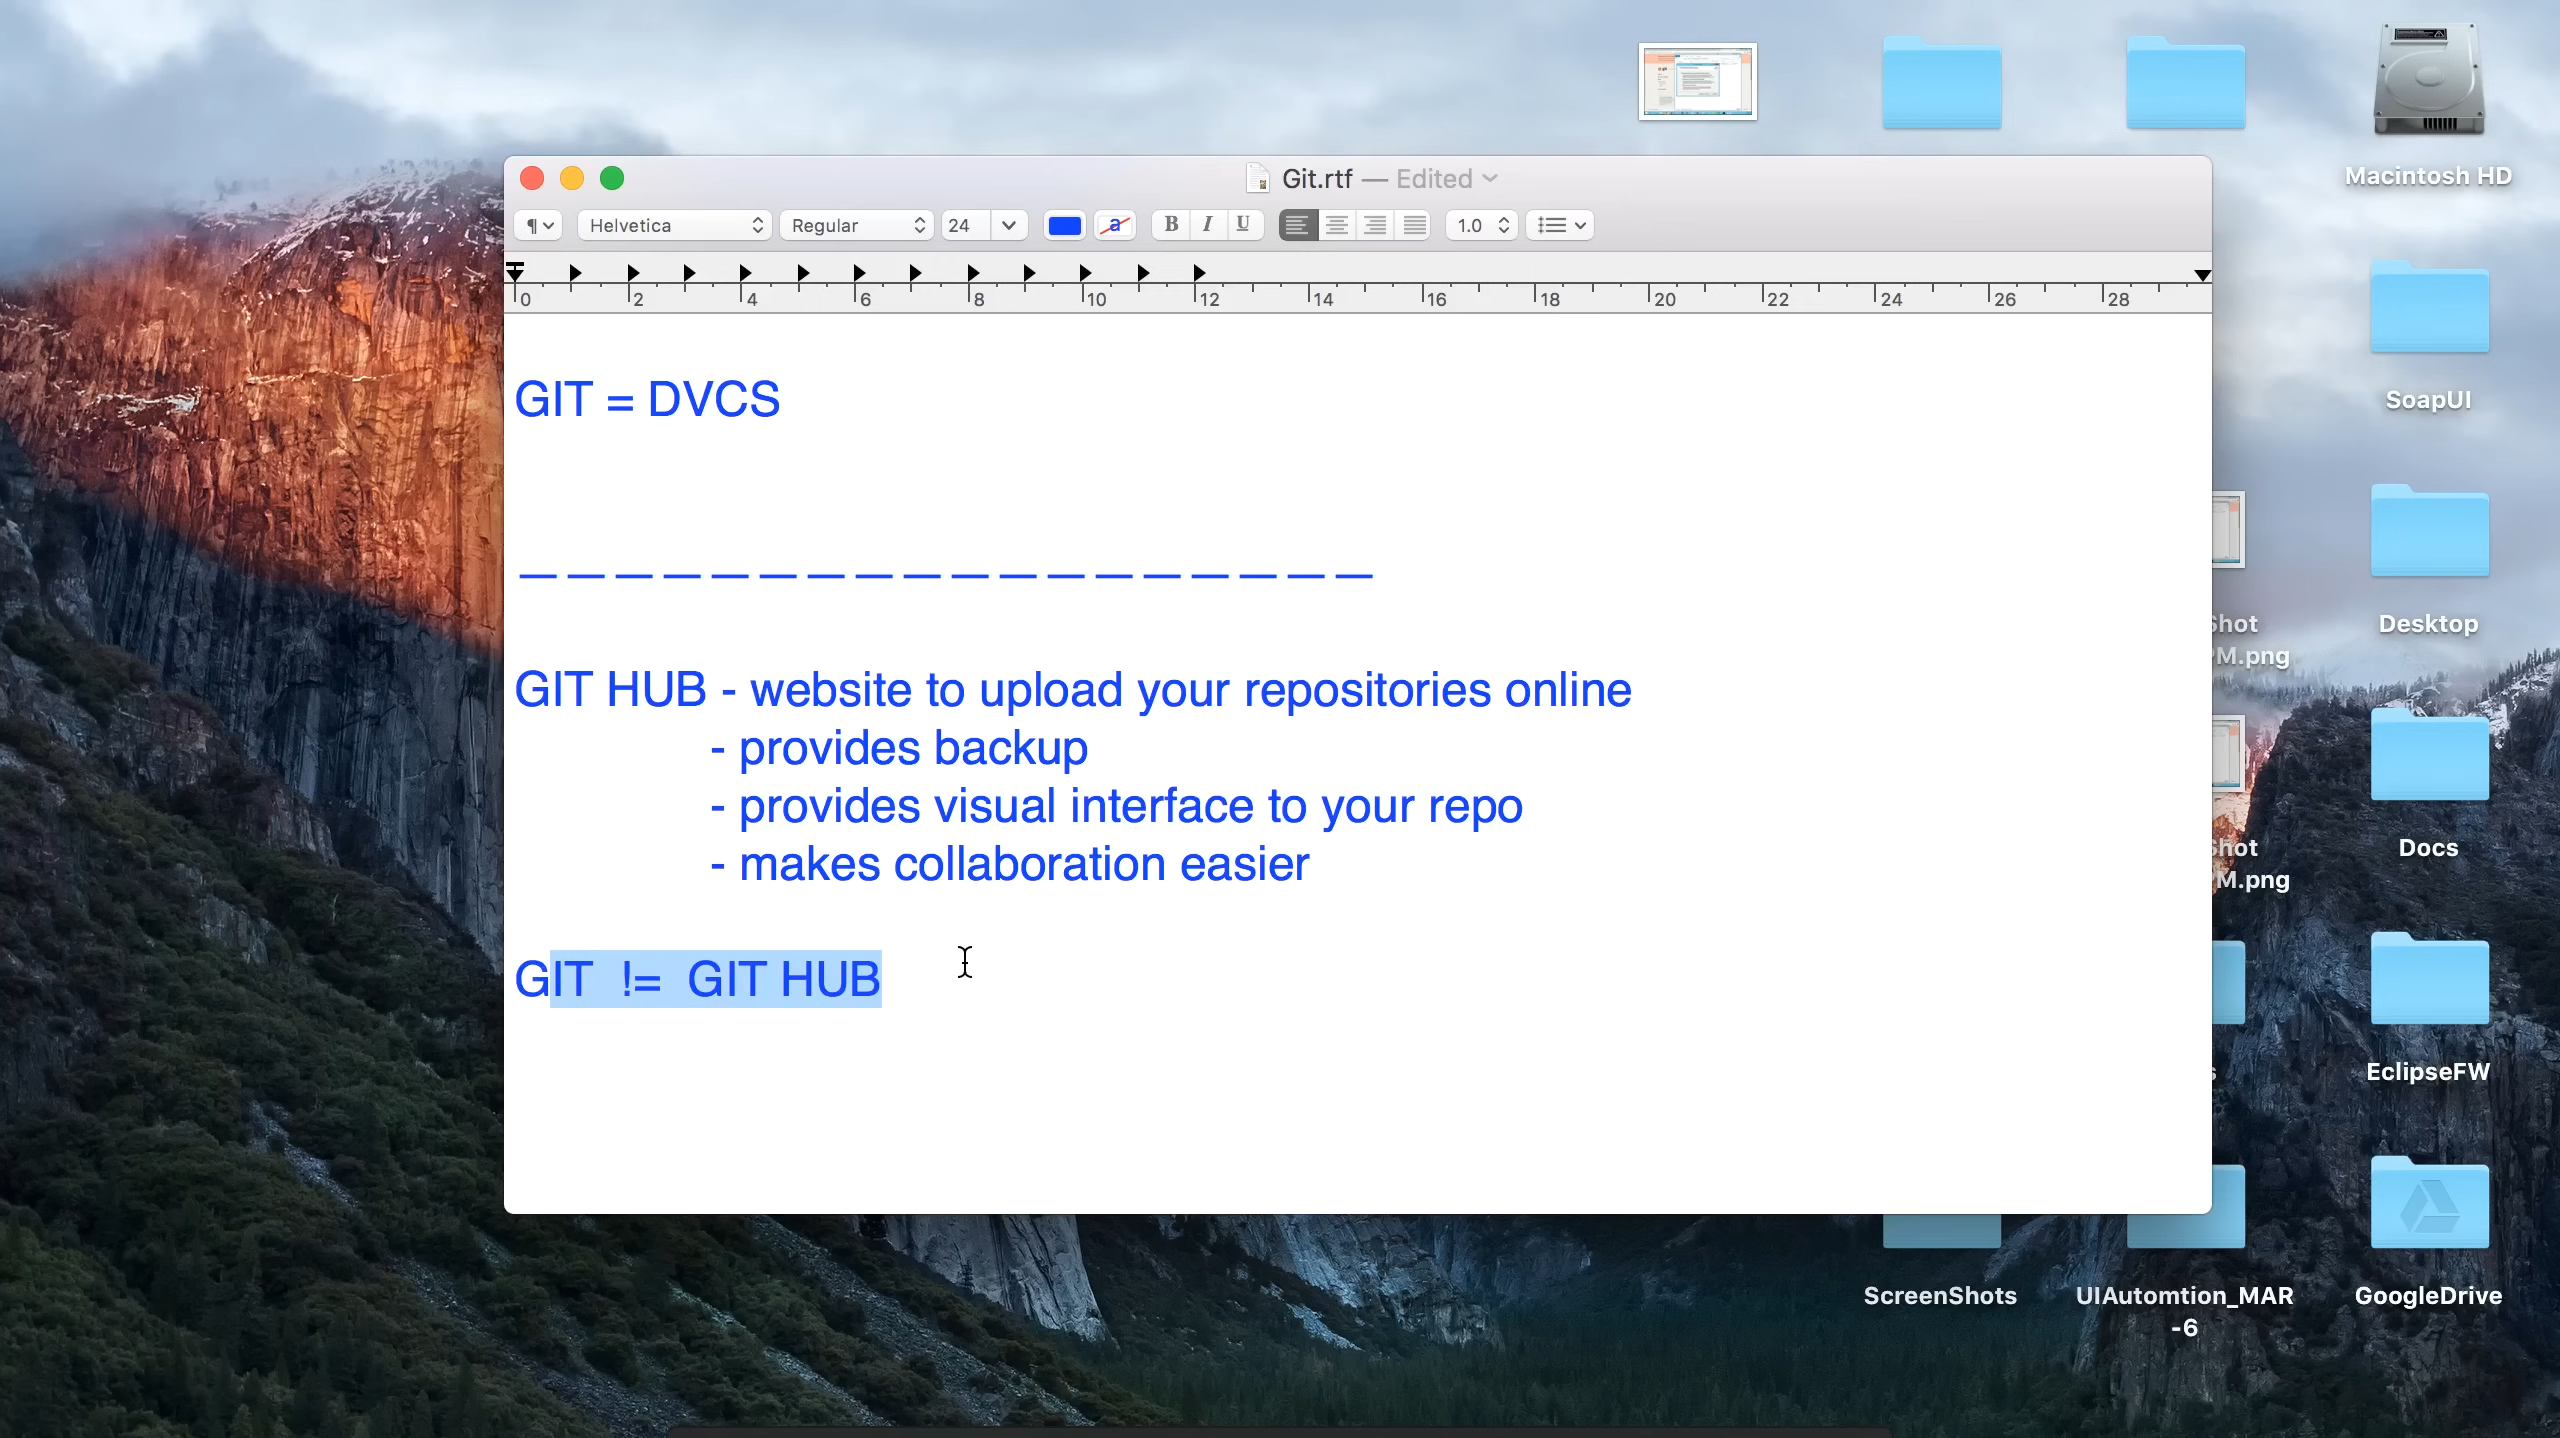 Macintosh HD
Git.rtf — Edited
¶ Helvetica Regular 24 a B I U 1.0
0 2 4 6 8 10 12 14 16 18 20 22 24 26 28
GIT = DVCS
— — — — — — — — — — — — — — — — — —
GIT HUB - website to upload your repositories online
- provides backup
- provides visual interface to your repo
- makes collaboration easier
GIT != GIT HUB
SoapUI
Desktop
Docs
EclipseFW
ScreenShots
UIAutomtion_MAR
-6
GoogleDrive